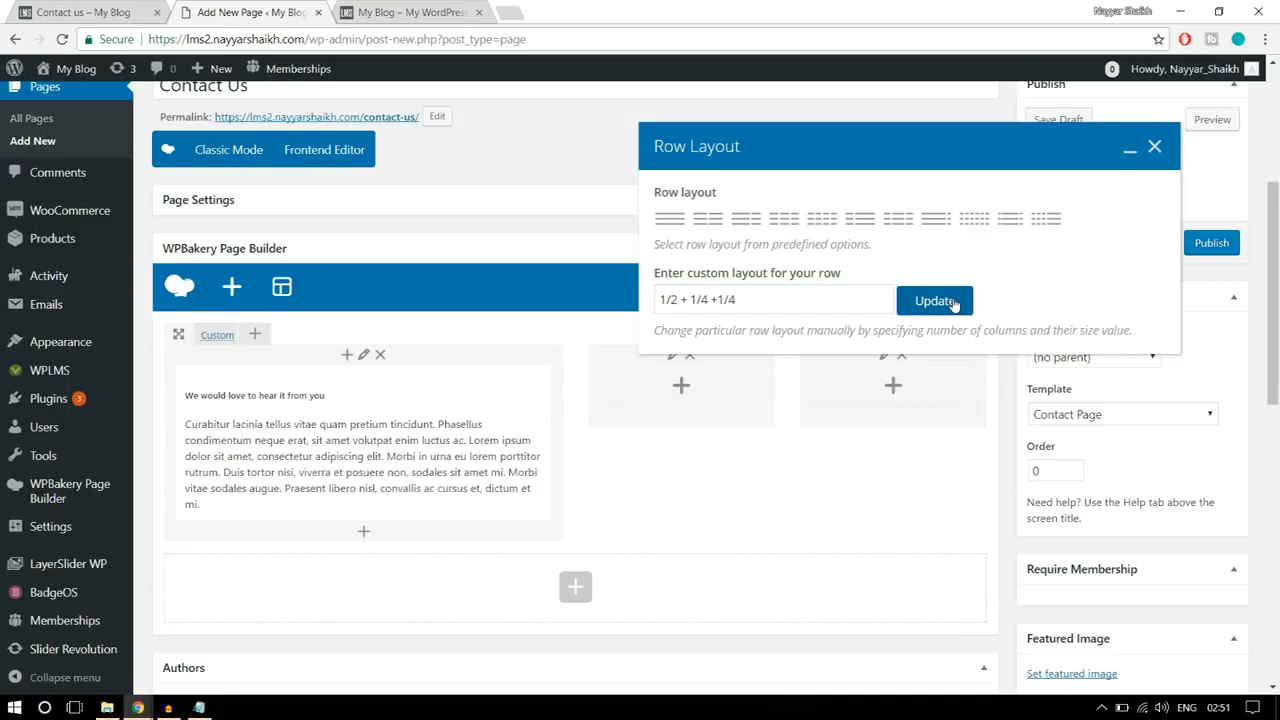 Contact us – My Blog
Add New Page ‹ My Blog
My Blog – My WordPress
Nayyar Shaikh
Secure
https://lms2.nayyarshaikh.com/wp-admin/post-new.php?post_type=page
My Blog
3
0
New
Memberships
0
Howdy, Nayyar_Shaikh
Pages
All Pages
Add New
Comments
WooCommerce
Products
Activity
Emails
Appearance
WPLMS
Plugins 3
Users
Tools
WPBakery Page
Builder
Settings
LayerSlider WP
BadgeOS
Memberships
Slider Revolution
Collapse menu
Contact Us
Permalink: https://lms2.nayyarshaikh.com/contact-us/
Edit
Classic Mode
Frontend Editor
Page Settings
WPBakery Page Builder
Custom
We would love to hear it from you
Curabitur lacinia tellus vitae quam pretium tincidunt. Phasellus
condimentum neque erat, sit amet volutpat enim luctus ac. Lorem ipsum
dolor sit amet, consectetur adipiscing elit. Morbi in urna eu lorem porttitor
rutrum. Duis tortor nisi, viverra et posuere non, sodales sit amet mi. Morbi
vitae sodales augue. Praesent libero nisl, convallis ac cursus et, dictum et
mi.
Authors
Row Layout
Row layout
Select row layout from predefined options.
Enter custom layout for your row
1/2 + 1/4 +1/4
Update
Change particular row layout manually by specifying number of columns and their size value.
Publish
Save Draft
Preview
Publish
(no parent)
Template
Contact Page
Order
0
Need help? Use the Help tab above the
screen title.
Require Membership
Featured Image
Set featured image
ENG
02:51